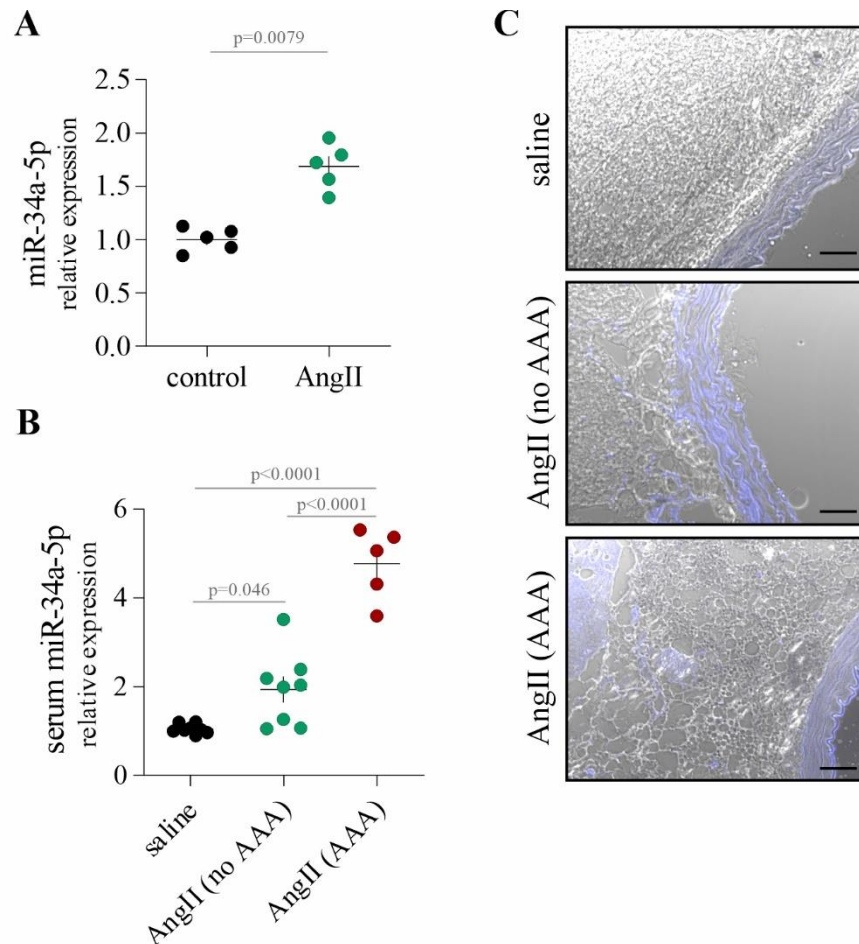 A
p=0.0079
miR-34a-5p
relative expression
2.5
2.0
1.5
1.0
0.5
0.0
control
AngII
B
p<0.0001
p<0.0001
p=0.046
serum miR-34a-5p
relative expression
6
4
2
0
saline
AngII (no AAA)
AngII (AAA)
C
saline
AngII (no AAA)
AngII (AAA)